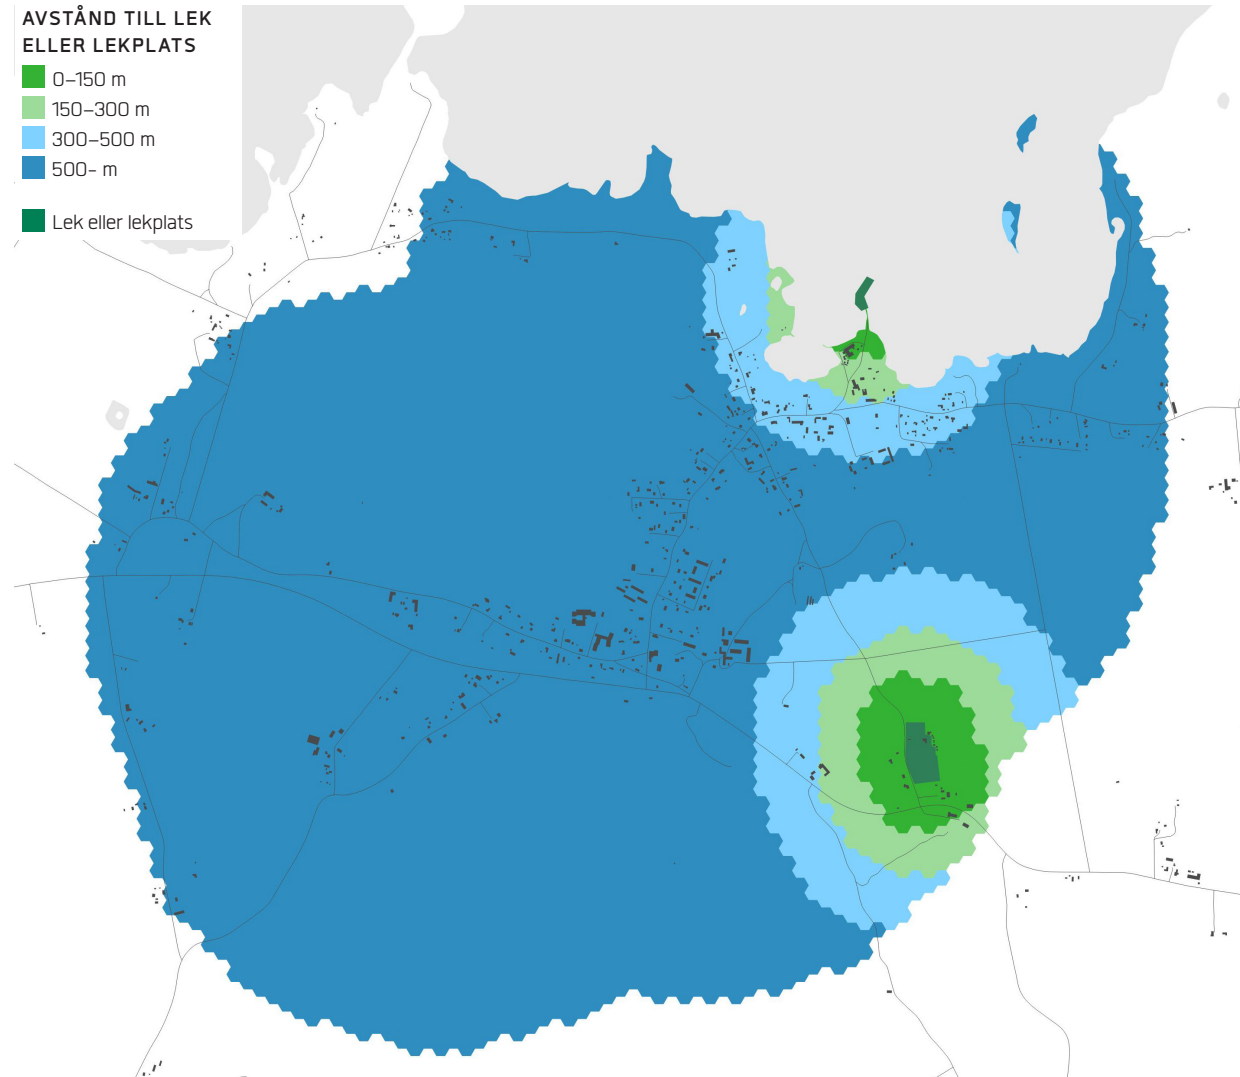 AVSTÅND TILL LEK
ELLER LEKPLATS
0–150 m
150–300 m
300–500 m
500- m
Lek eller lekplats